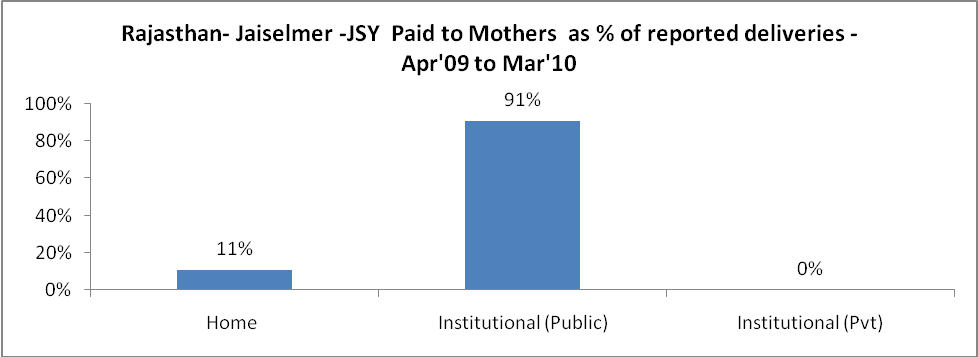 Rajasthan- Jaiselmer -JSY Paid to Mothers as % of reported deliveries -
Apr'09 to Mar'10
100%
80%
60%
40%
20%
0%
11%
91%
0%
Home
Institutional (Public)
Institutional (Pvt)